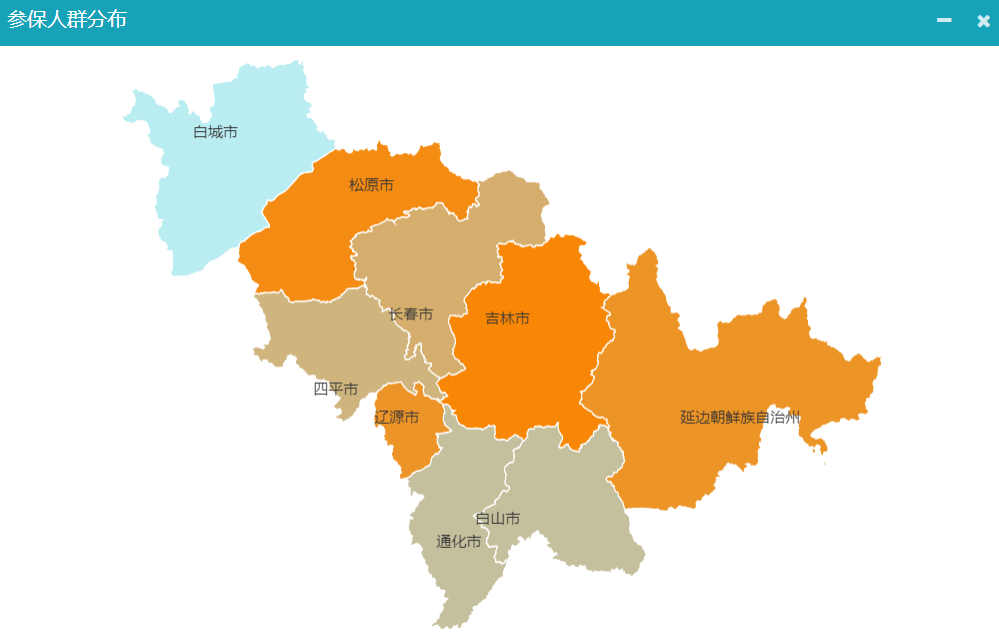 参保人群分布
白城市
松原市
长春市
吉林市
四平市
辽源市
延边朝鲜族自治州
白山市
通化市